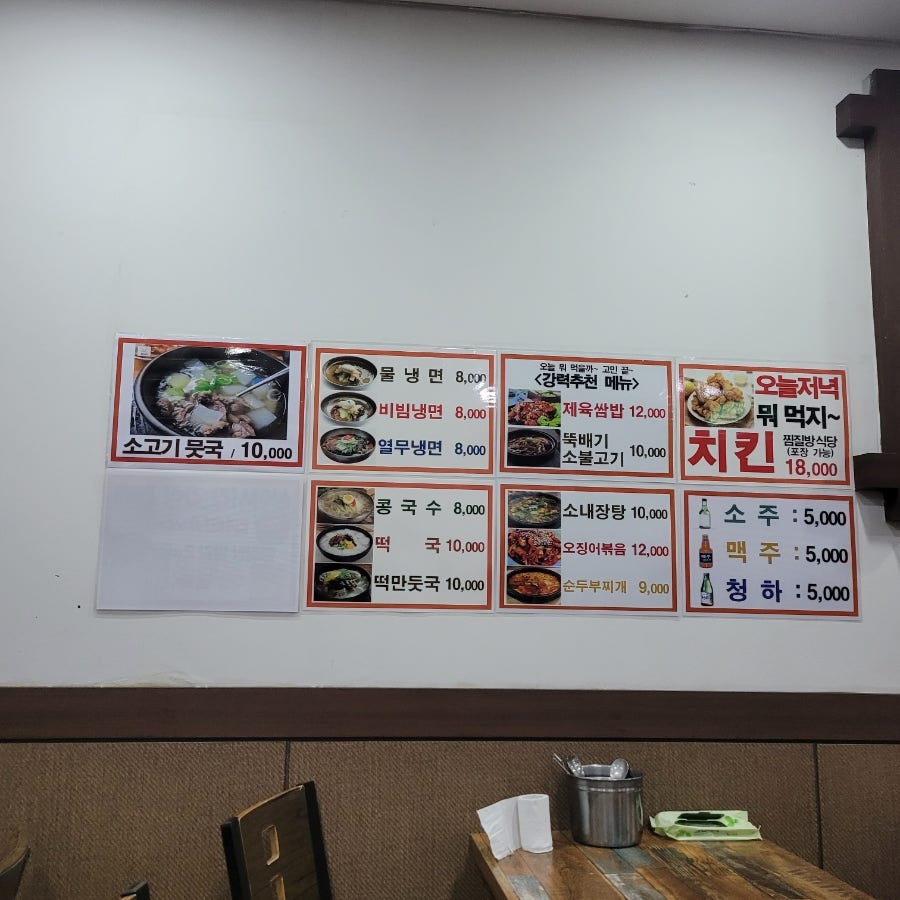 소고기 뭇국 / 10,000
물냉면 8,000
비빔냉면 8,000
열무냉면 8,000
오늘 뭐 먹을까~ 고민 끝~
<강력추천 메뉴>
제육쌈밥 12,000
뚝배기
소불고기 10,000
오늘저녁
뭐 먹지~
치킨 찜질방식당
(포장 가능)
18,000
콩국수 8,000
떡국 10,000
떡만둣국 10,000
소내장탕 10,000
오징어볶음 12,000
순두부찌개 9,000
소주 : 5,000
맥주 : 5,000
청하 : 5,000